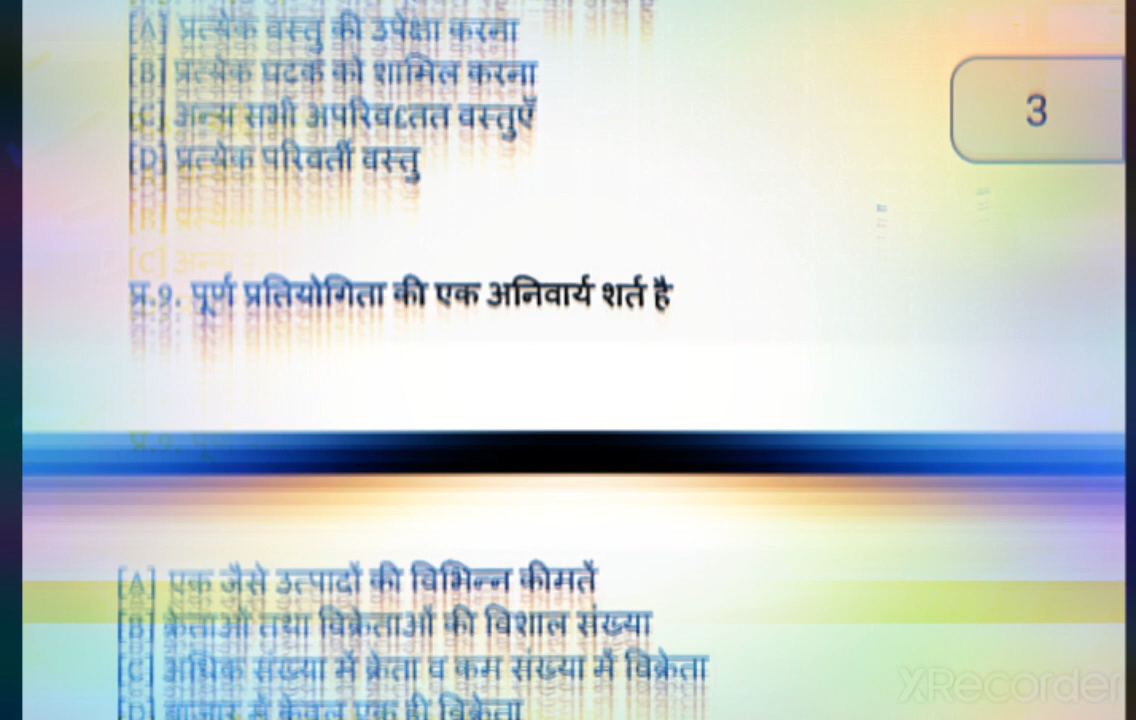 [A] प्रत्येक वस्तु की उपेक्षा करना
[B] प्रत्येक घटक को शामिल करना
[C] अन्य सभी अपरिवर्तित वस्तुएँ
[D] प्रत्येक परिवर्ती वस्तु
3
प्र.9. पूर्ण प्रतियोगिता की एक अनिवार्य शर्त है
[A] एक जैसे उत्पादों की विभिन्न कीमतें
[B] क्रेताओं तथा विक्रेताओं की विशाल संख्या
[C] अधिक संख्या में क्रेता व कम संख्या में विक्रेता
[D] बाजार में केवल एक ही विक्रेता
XRecorder